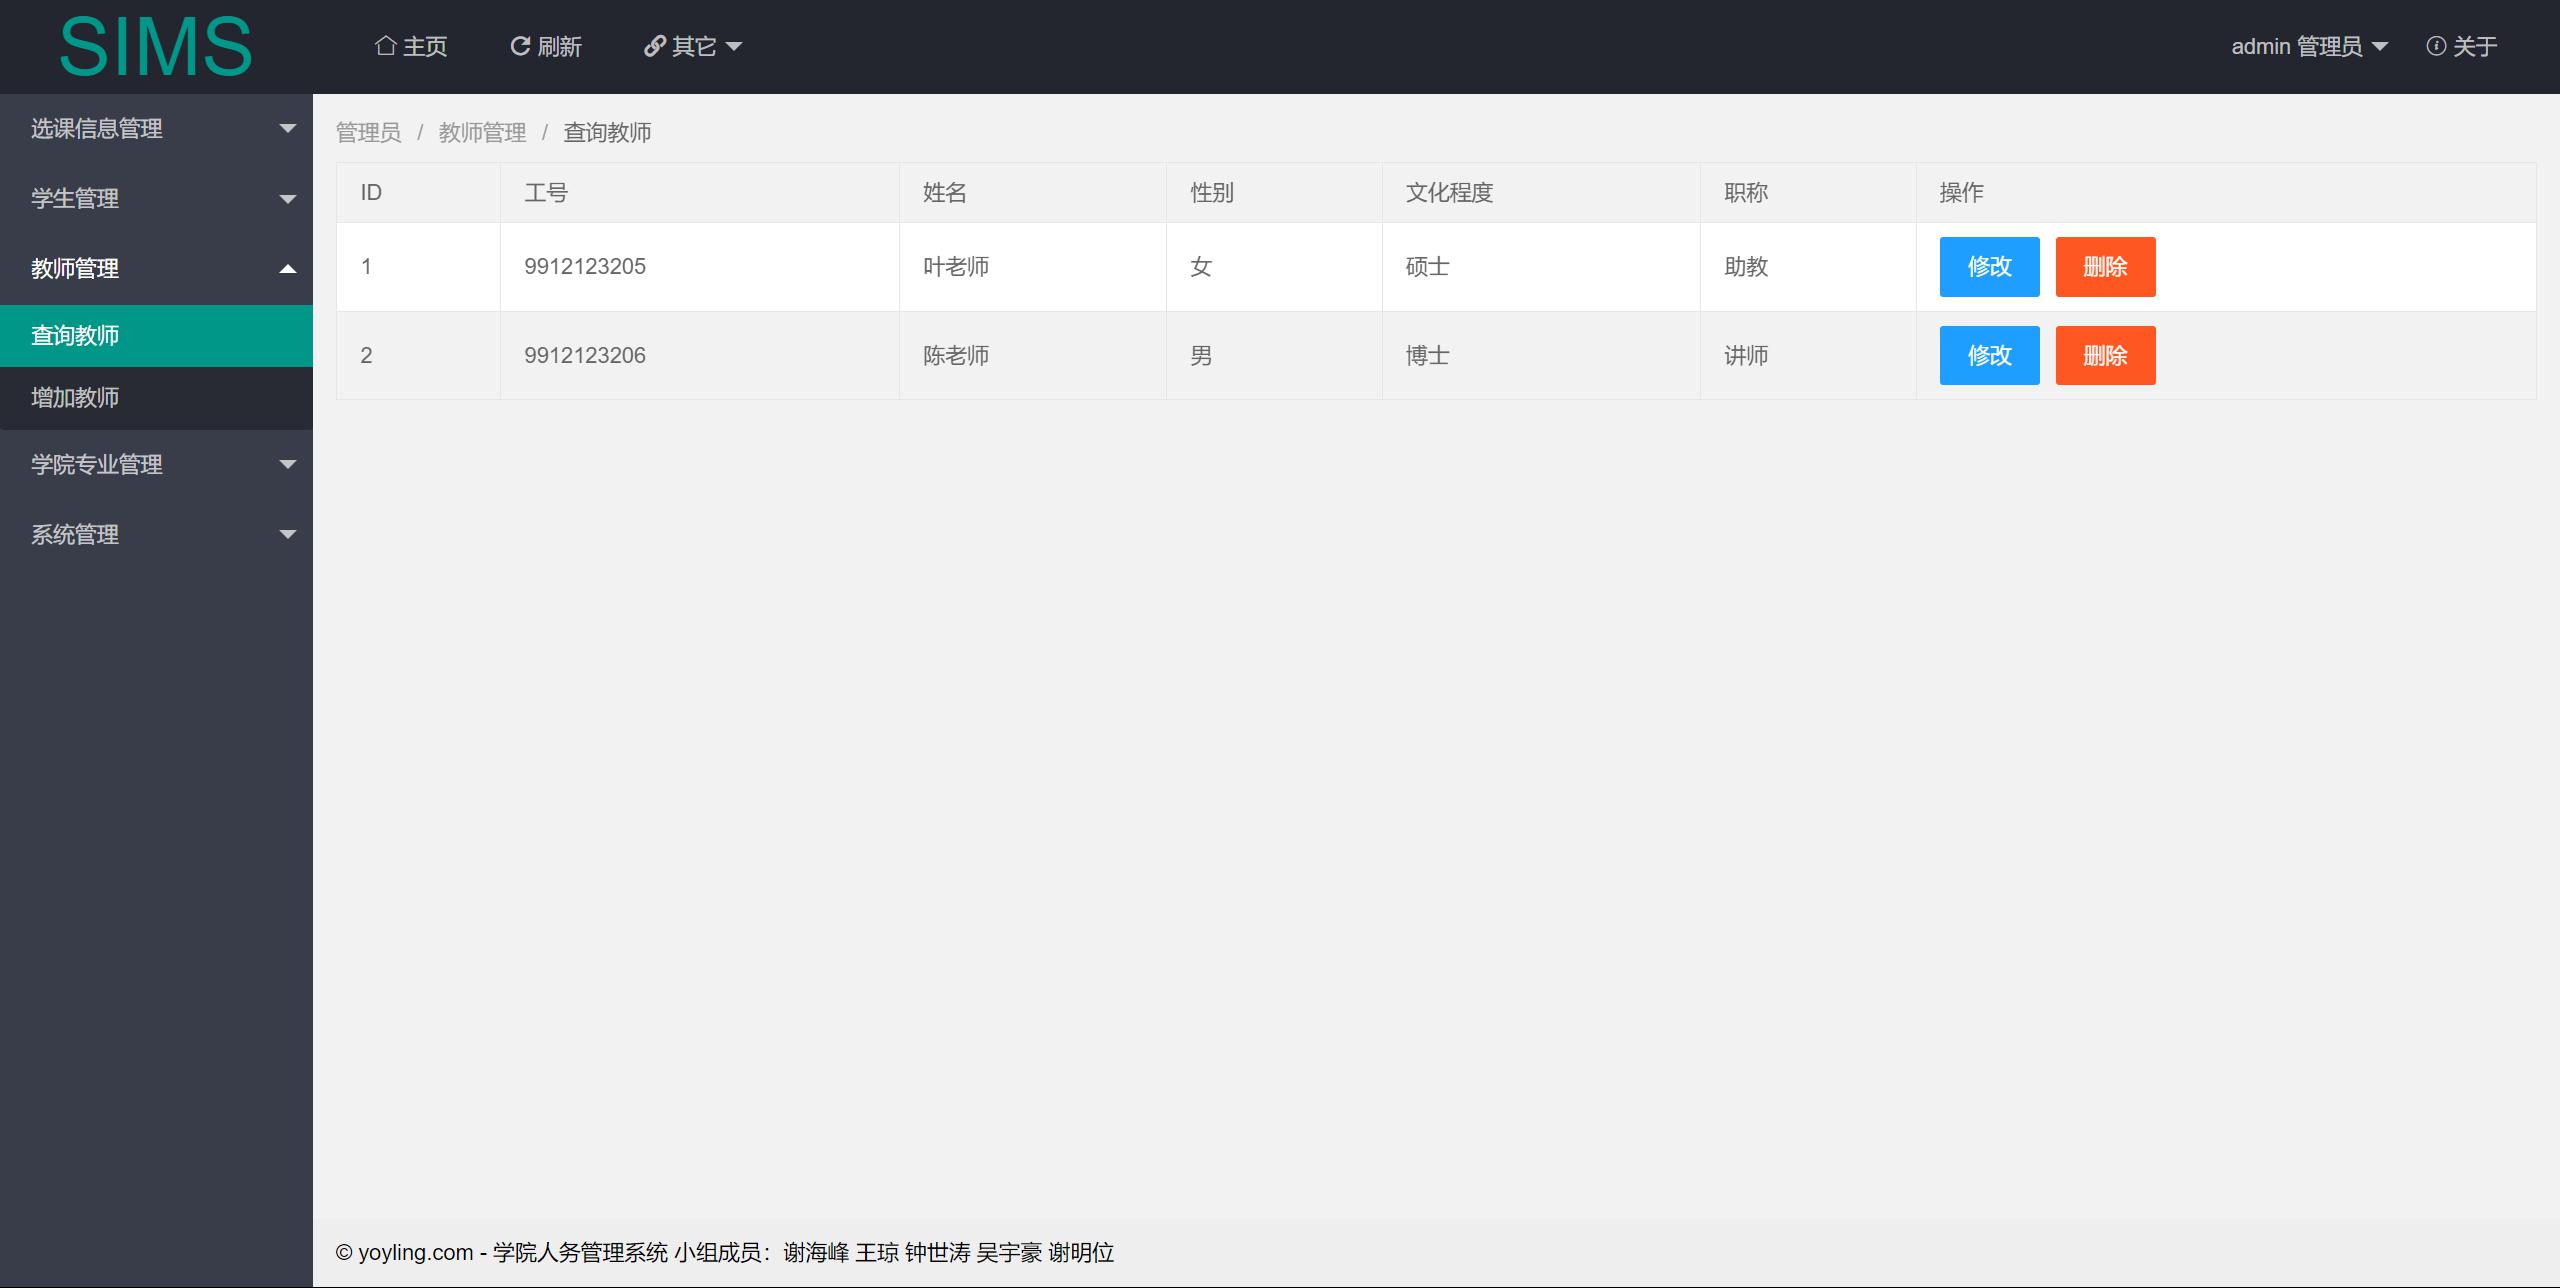 SIMS 主页 刷新 其它 admin 管理员 关于
选课信息管理
学生管理
教师管理
查询教师
增加教师
学院专业管理
系统管理
管理员 / 教师管理 / 查询教师
ID 工号 姓名 性别 文化程度 职称 操作
1 9912123205 叶老师 女 硕士 助教 修改 删除
2 9912123206 陈老师 男 博士 讲师 修改 删除
© yoyling.com - 学院人务管理系统 小组成员：谢海峰 王琼 钟世涛 吴宇豪 谢明位